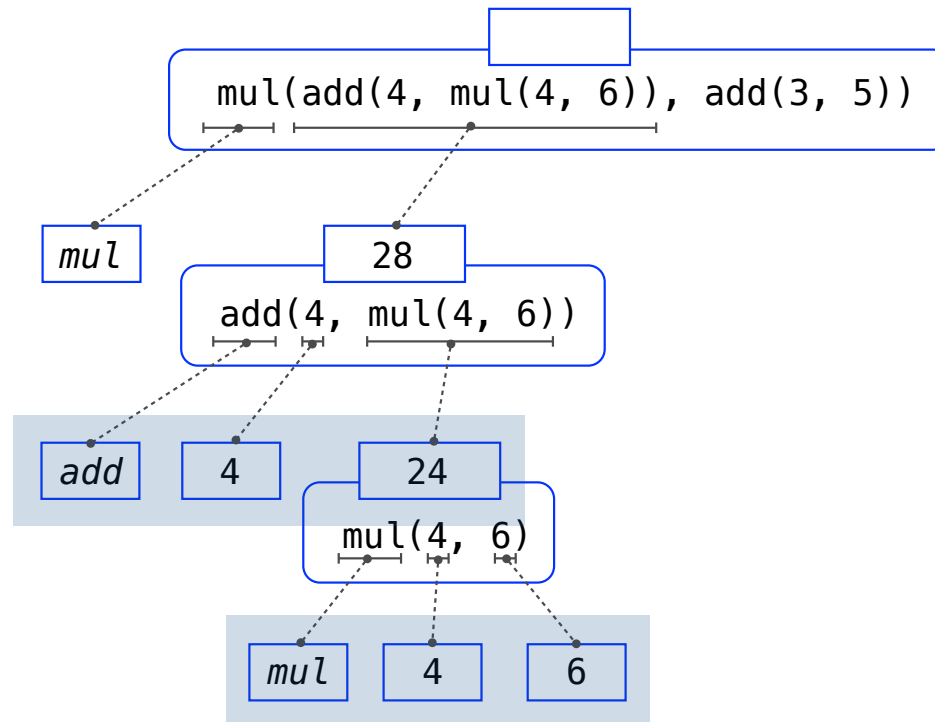 mul(add(4, mul(4, 6)), add(3, 5))
mul
28
add(4, mul(4, 6))
add
4
24
mul(4, 6)
mul
4
6